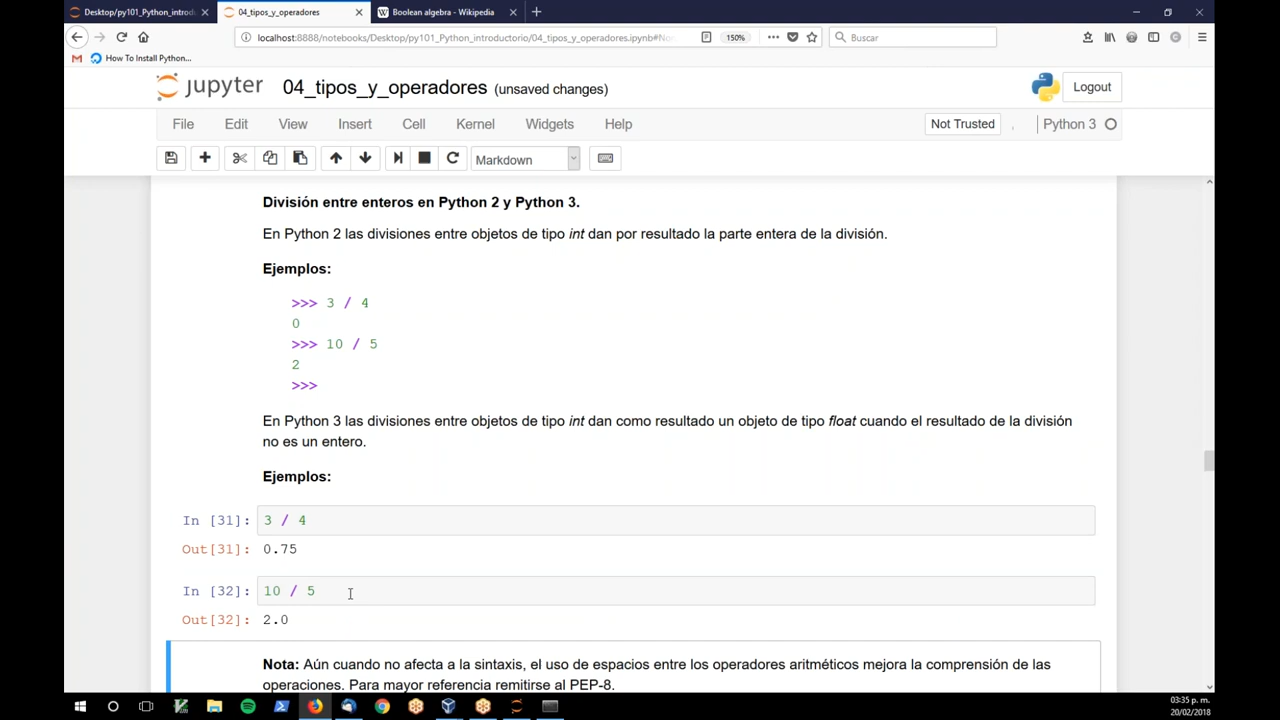 Desktop/py101_Python_introdu
04_tipos_y_operadores
Boolean algebra - Wikipedia
localhost:8888/notebooks/Desktop/py101_Python_introductorio/04_tipos_y_operadores.ipynb#No
150%
Buscar
How To Install Python...
jupyter
04_tipos_y_operadores (unsaved changes)
Logout
File Edit View Insert Cell Kernel Widgets Help
Not Trusted
Python 3
Markdown
División entre enteros en Python 2 y Python 3.
En Python 2 las divisiones entre objetos de tipo int dan por resultado la parte entera de la división.
Ejemplos:
>>> 3 / 4
0
>>> 10 / 5
2
>>>
En Python 3 las divisiones entre objetos de tipo int dan como resultado un objeto de tipo float cuando el resultado de la división
no es un entero.
Ejemplos:
In [31]: 3 / 4
Out[31]: 0.75
In [32]: 10 / 5
Out[32]: 2.0
Nota: Aún cuando no afecta a la sintaxis, el uso de espacios entre los operadores aritméticos mejora la comprensión de las
operaciones. Para mayor referencia remitirse al PEP-8.
03:35 p. m.
20/02/2018